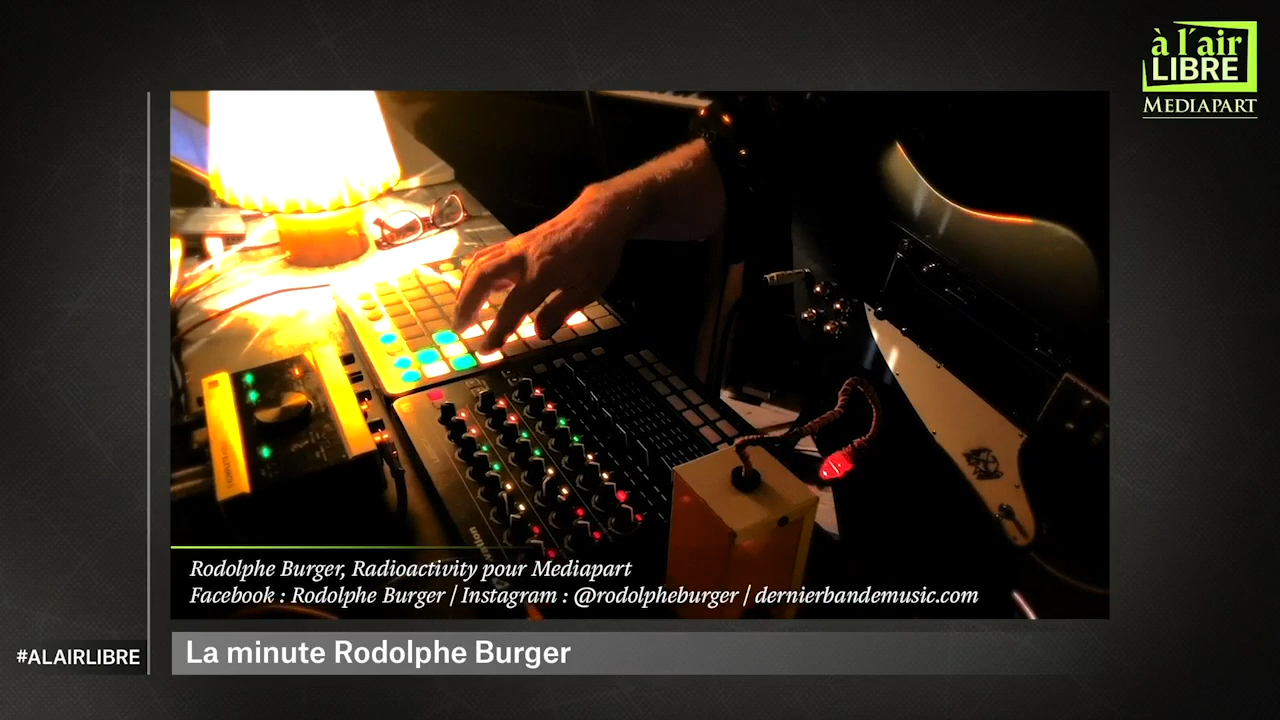 à l'air
LIBRE
MEDIAPART
Rodolphe Burger, Radioactivity pour Mediapart
Facebook : Rodolphe Burger | Instagram : @rodolpheburger | dernierbandemusic.com
#ALAIRLIBRE
La minute Rodolphe Burger